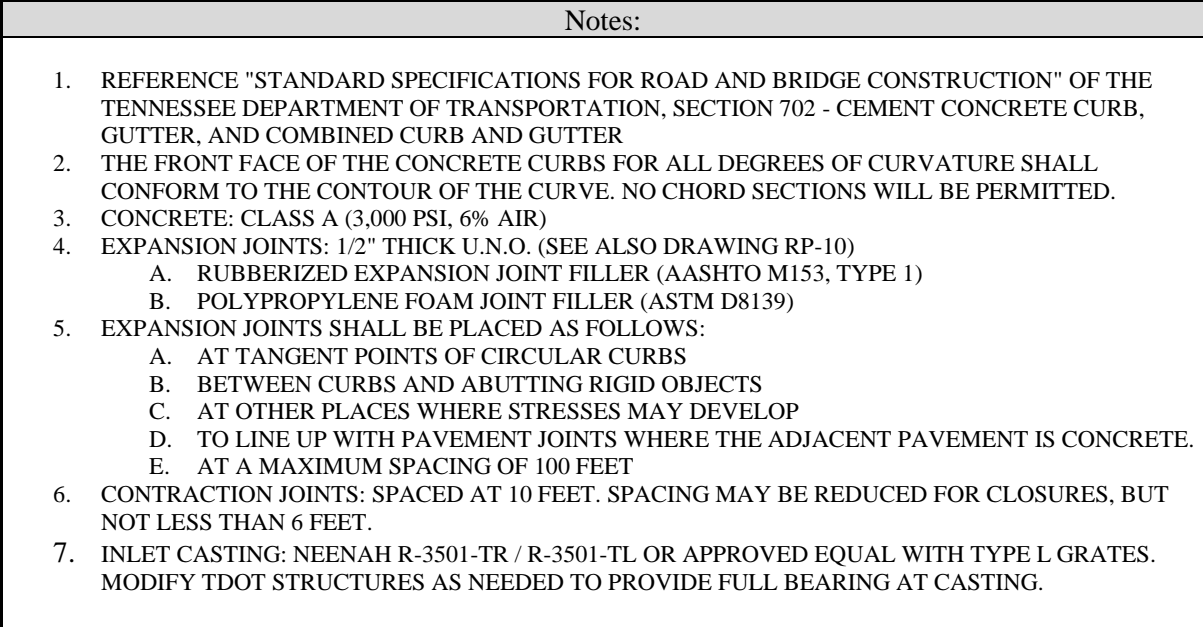 Notes:
1. REFERENCE "STANDARD SPECIFICATIONS FOR ROAD AND BRIDGE CONSTRUCTION" OF THE
TENNESSEE DEPARTMENT OF TRANSPORTATION, SECTION 702 - CEMENT CONCRETE CURB,
GUTTER, AND COMBINED CURB AND GUTTER
2. THE FRONT FACE OF THE CONCRETE CURBS FOR ALL DEGREES OF CURVATURE SHALL
CONFORM TO THE CONTOUR OF THE CURVE. NO CHORD SECTIONS WILL BE PERMITTED.
3. CONCRETE: CLASS A (3,000 PSI, 6% AIR)
4. EXPANSION JOINTS: 1/2" THICK U.N.O. (SEE ALSO DRAWING RP-10)
A. RUBBERIZED EXPANSION JOINT FILLER (AASHTO M153, TYPE 1)
B. POLYPROPYLENE FOAM JOINT FILLER (ASTM D8139)
5. EXPANSION JOINTS SHALL BE PLACED AS FOLLOWS:
A. AT TANGENT POINTS OF CIRCULAR CURBS
B. BETWEEN CURBS AND ABUTTING RIGID OBJECTS
C. AT OTHER PLACES WHERE STRESSES MAY DEVELOP
D. TO LINE UP WITH PAVEMENT JOINTS WHERE THE ADJACENT PAVEMENT IS CONCRETE.
E. AT A MAXIMUM SPACING OF 100 FEET
6. CONTRACTION JOINTS: SPACED AT 10 FEET. SPACING MAY BE REDUCED FOR CLOSURES, BUT
NOT LESS THAN 6 FEET.
7. INLET CASTING: NEENAH R-3501-TR / R-3501-TL OR APPROVED EQUAL WITH TYPE L GRATES.
MODIFY TDOT STRUCTURES AS NEEDED TO PROVIDE FULL BEARING AT CASTING.